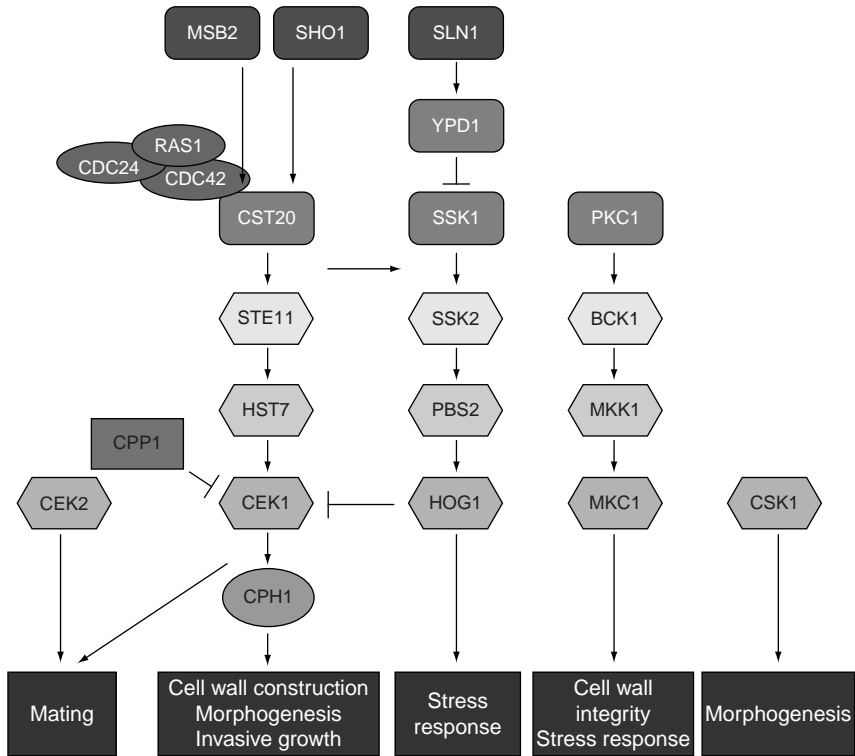 MSB2
SHO1
SLN1
YPD1
RAS1
CDC24
CDC42
CST20
SSK1
PKC1
STE11
SSK2
BCK1
HST7
PBS2
MKK1
CPP1
CEK2
CEK1
HOG1
MKC1
CSK1
CPH1
Mating
Cell wall construction
Morphogenesis
Invasive growth
Stress
response
Cell wall
integrity
Stress response
Morphogenesis